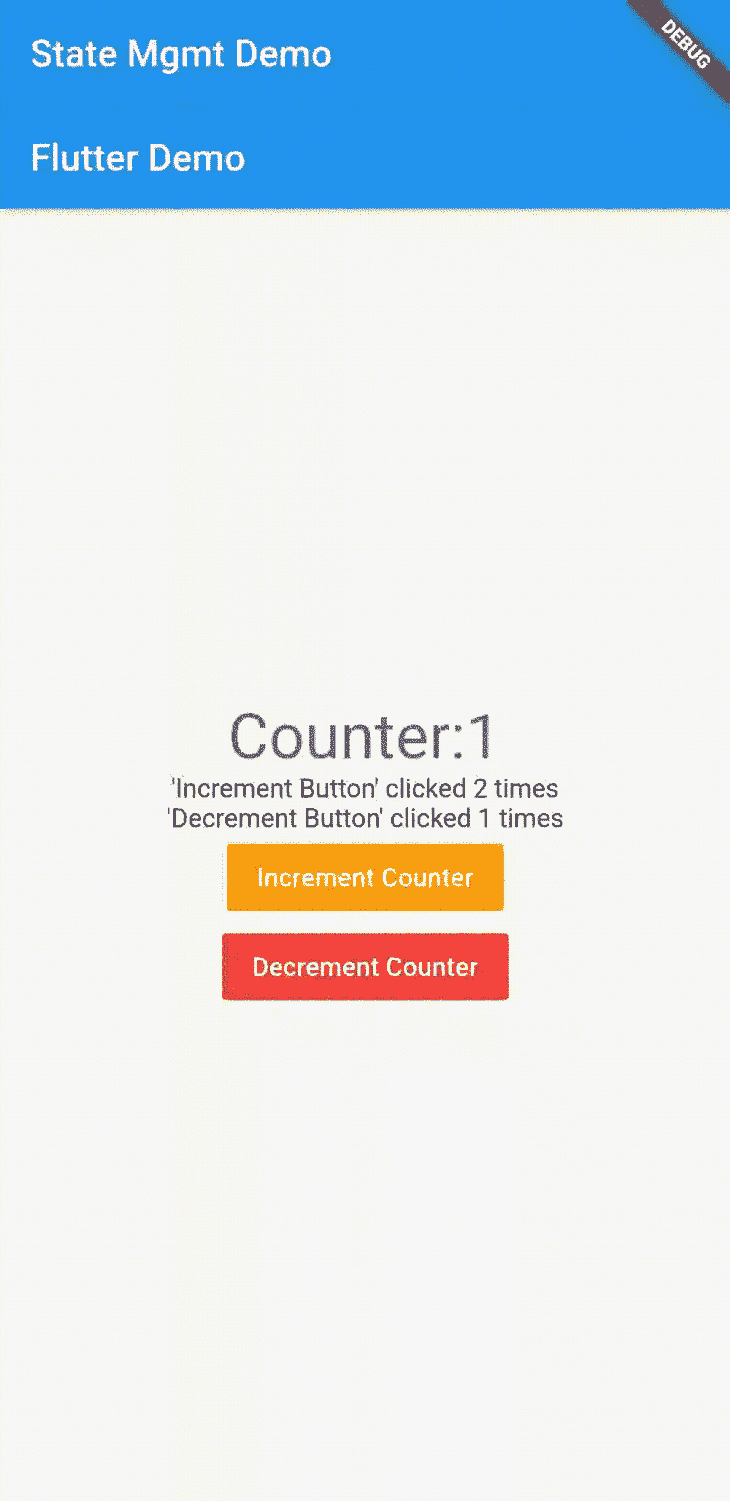 State Mgmt Demo
DEBUG
Flutter Demo
Counter:1
'Increment Button' clicked 2 times
'Decrement Button' clicked 1 times
Increment Counter
Decrement Counter